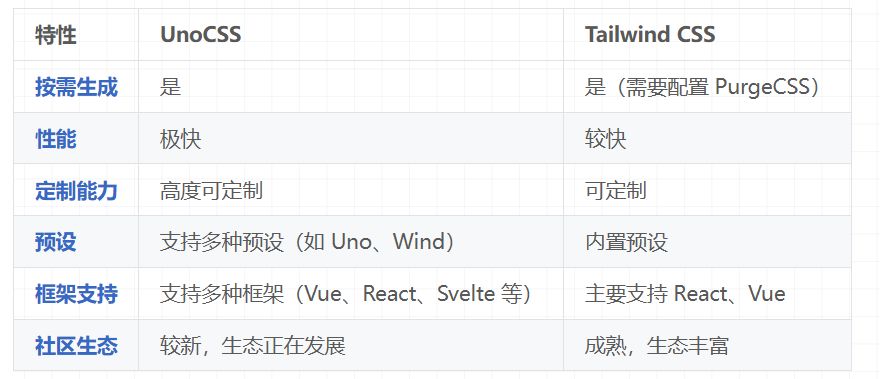 特性 UnoCSS Tailwind CSS
按需生成 是 是（需要配置 PurgeCSS）
性能 极快 较快
定制能力 高度可定制 可定制
预设 支持多种预设（如 Uno、Wind） 内置预设
框架支持 支持多种框架（Vue、React、Svelte 等） 主要支持 React、Vue
社区生态 较新，生态正在发展 成熟，生态丰富